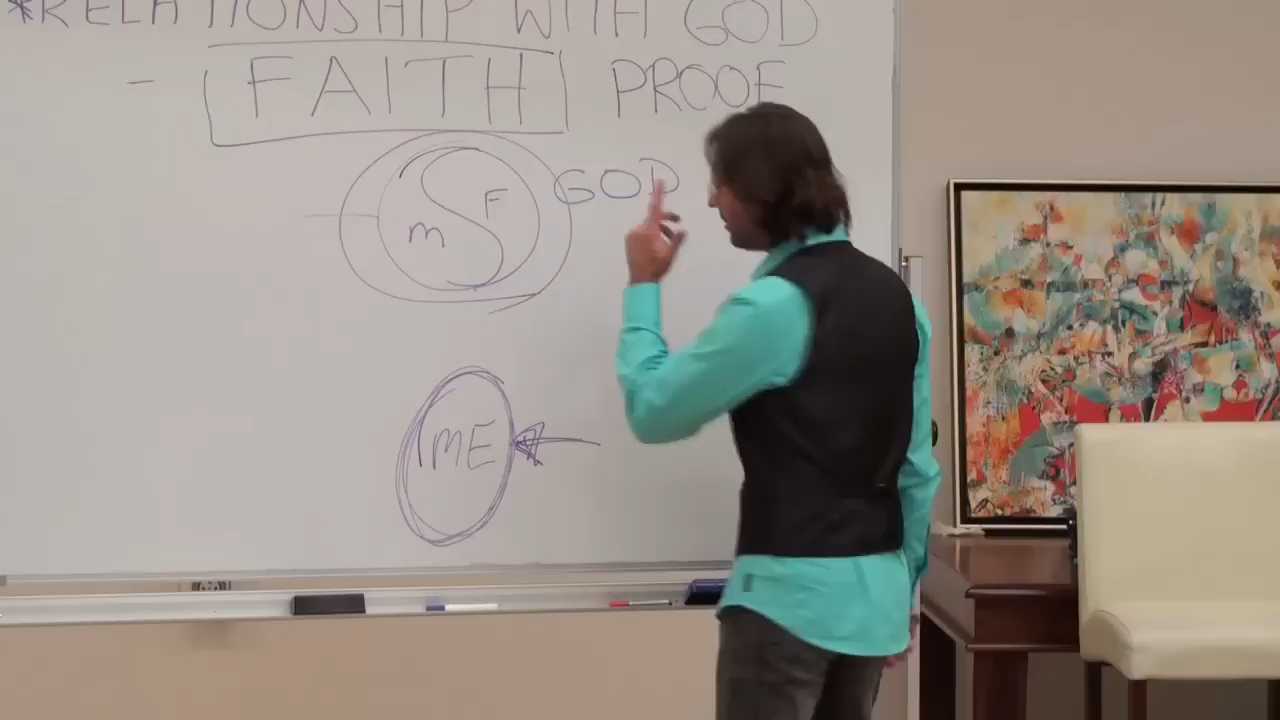 *RELATIONSHIP WITH GOD
- FAITH PROOF
GOD
F
m
ME